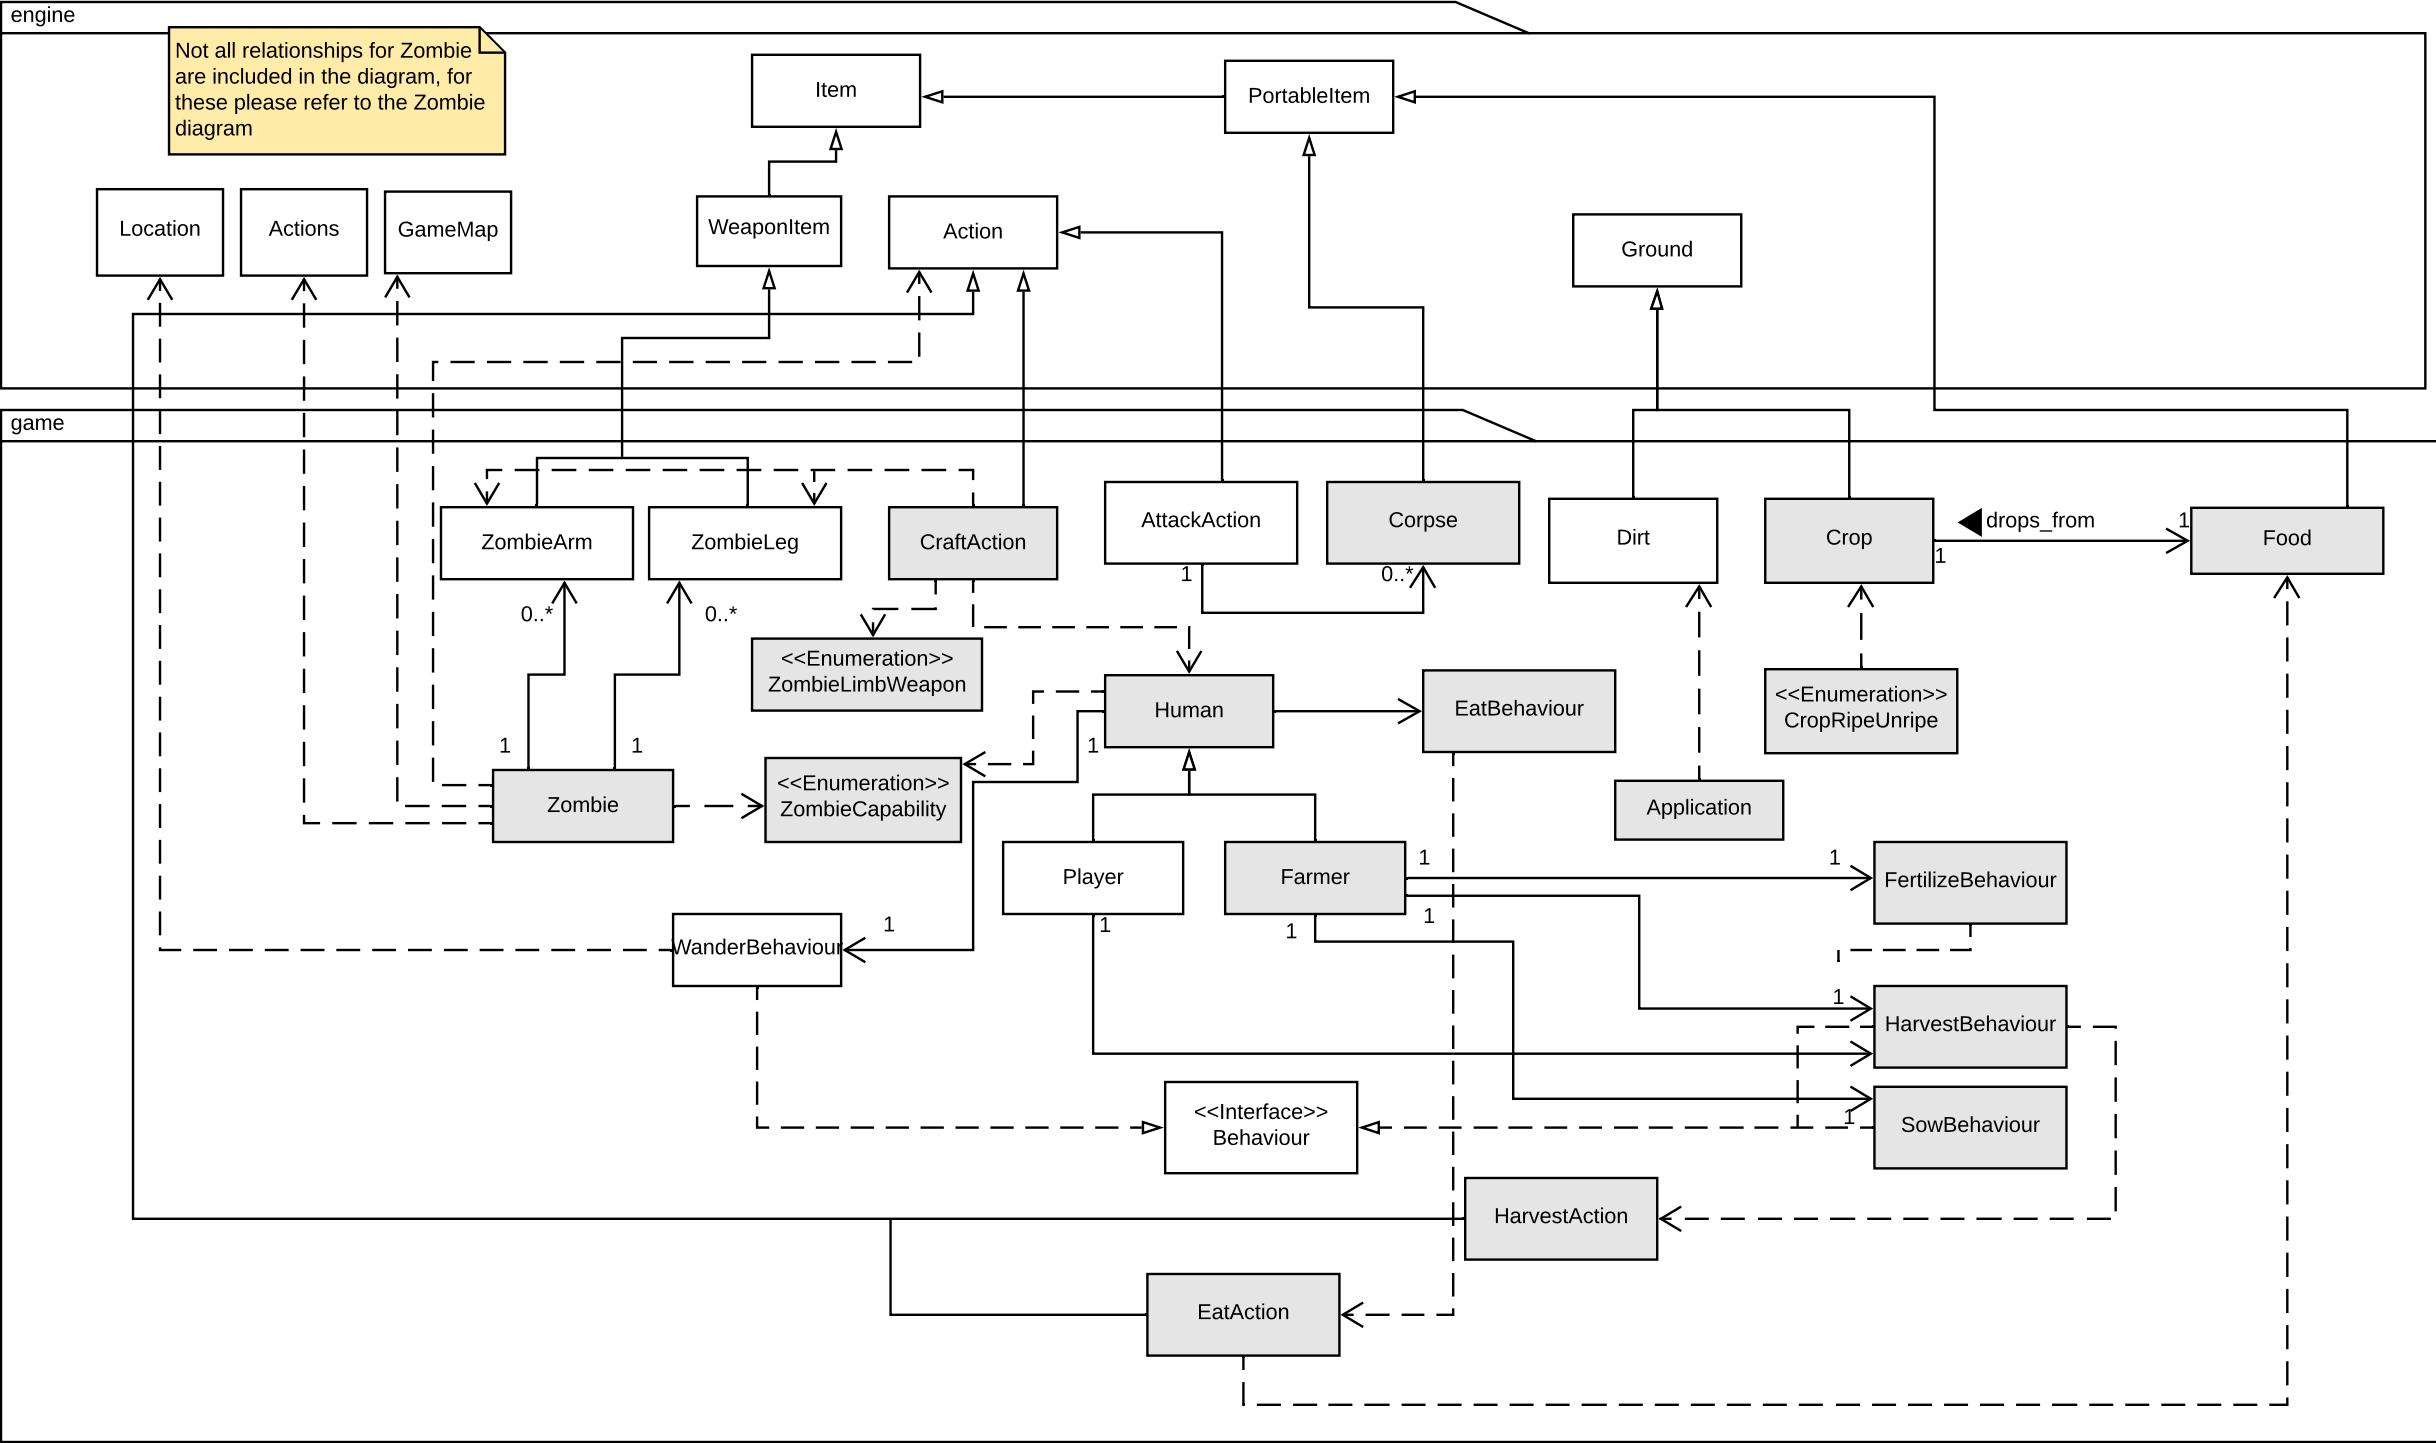 engine
Not all relationships for Zombie
are included in the diagram, for
these please refer to the Zombie
diagram
Item
PortableItem
Location
Actions
GameMap
WeaponItem
Action
Ground
game
ZombieArm
ZombieLeg
CraftAction
AttackAction
Corpse
Dirt
Crop
drops_from
1
Food
1
1
0..*
0..*
0..*
<<Enumeration>>
ZombieLimbWeapon
Human
EatBehaviour
<<Enumeration>>
CropRipeUnripe
1
1
1
Zombie
<<Enumeration>>
ZombieCapability
Application
Player
Farmer
1
1
FertilizeBehaviour
1
1
1
1
WanderBehaviour
1
HarvestBehaviour
<<Interface>>
Behaviour
1
SowBehaviour
HarvestAction
EatAction